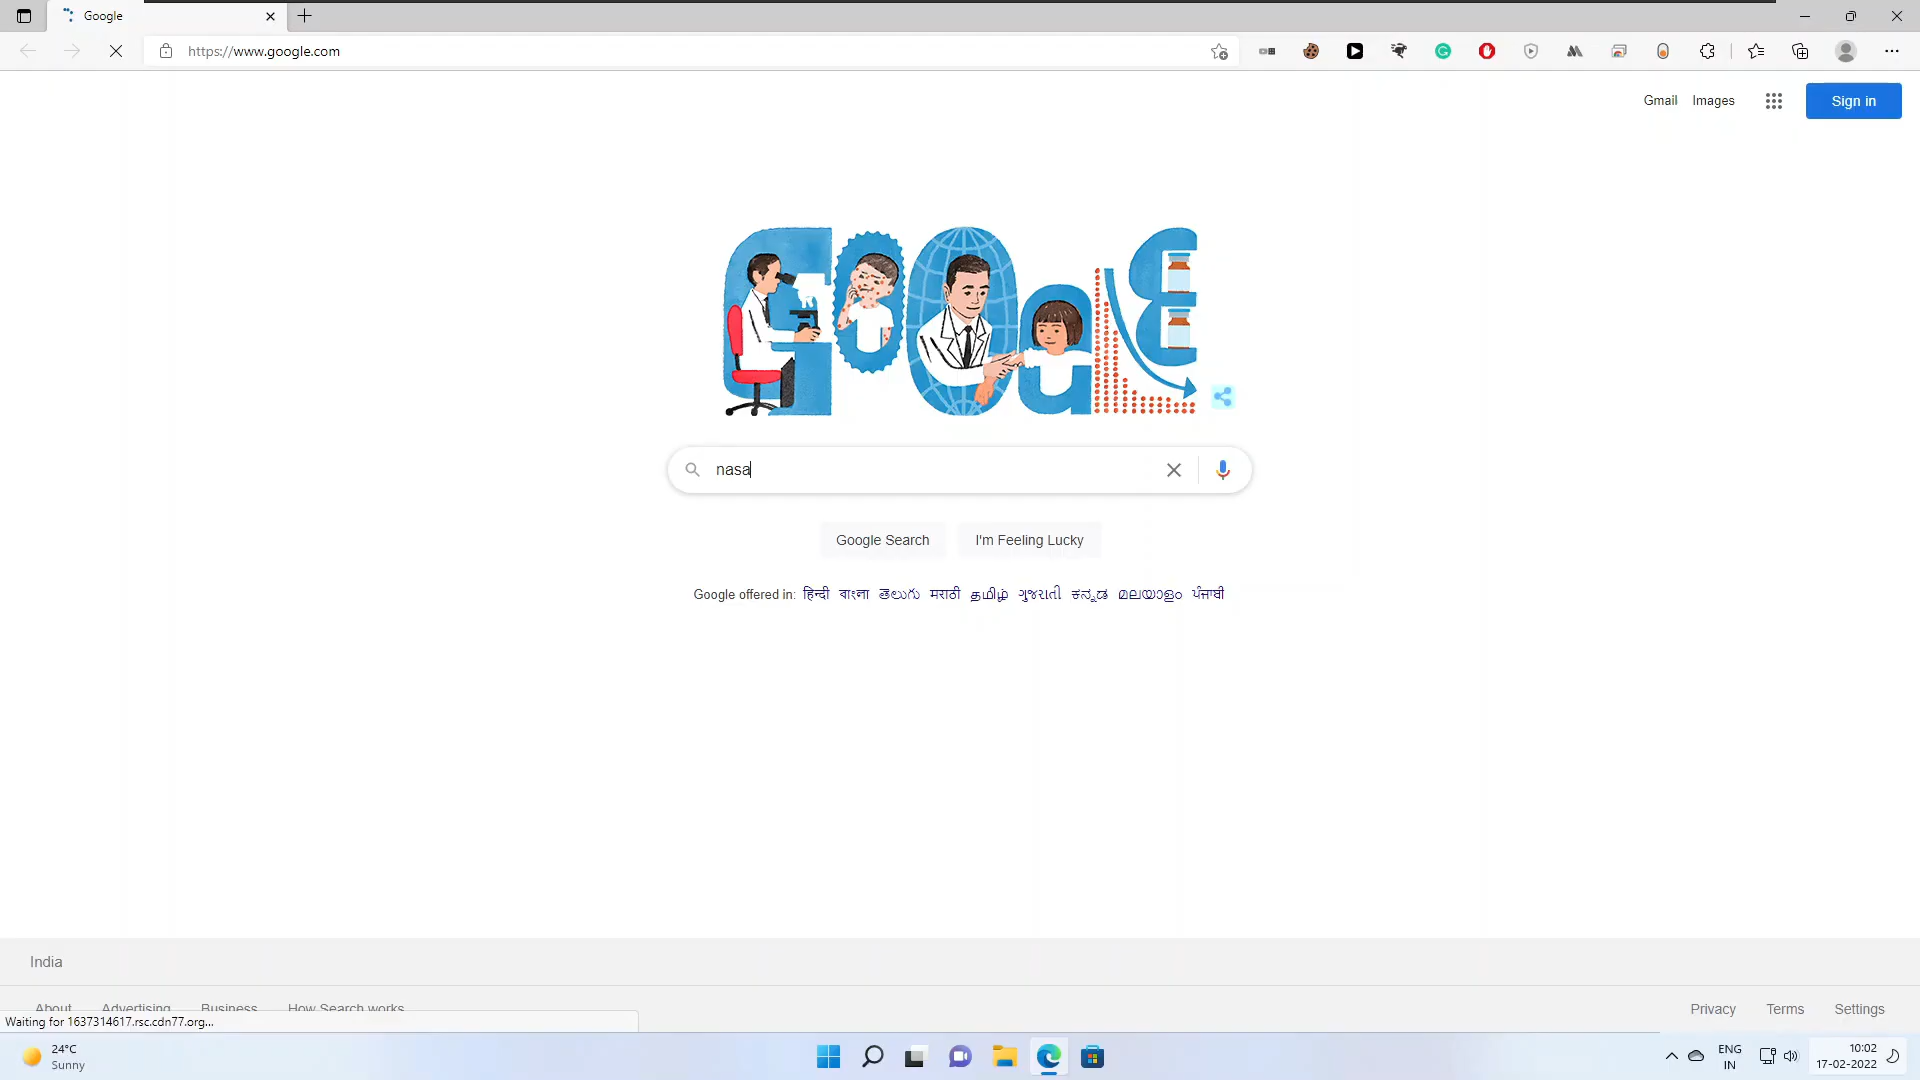 Google
https://www.google.com
Gmail Images Sign in
nasa
Google Search I'm Feeling Lucky
Google offered in: हिन्दी বাংলা తెలుగు मराठी தமிழ் ગુજરાતી ಕನ್ನಡ മലയാളം ਪੰਜਾਬੀ
India
About Advertising Business How Search works Privacy Terms Settings
Waiting for 1637314617.rsc.cdn77.org...
24°C
Sunny
ENG
IN
10:02
17-02-2022